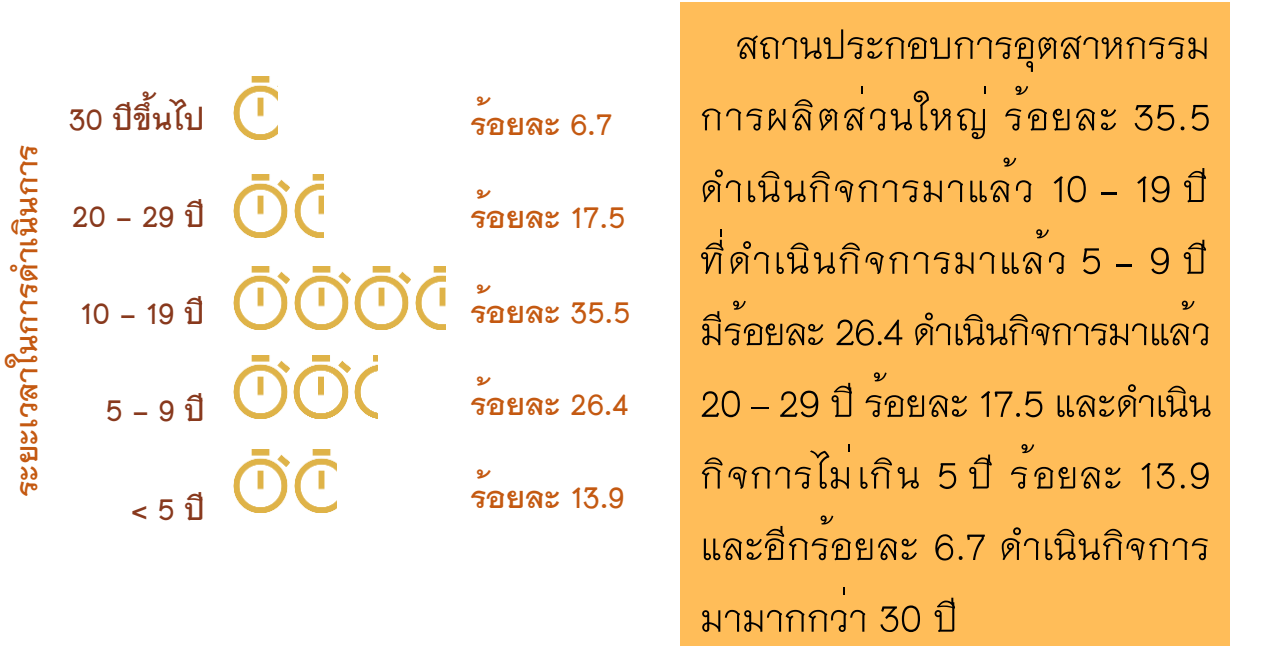 ระยะเวลาในการดำเนินการ
30 ปีขึ้นไป ร้อยละ 6.7
20 – 29 ปี ร้อยละ 17.5
10 – 19 ปี ร้อยละ 35.5
5 – 9 ปี ร้อยละ 26.4
< 5 ปี ร้อยละ 13.9
สถานประกอบการอุตสาหกรรม
การผลิตส่วนใหญ่ ร้อยละ 35.5
ดำเนินกิจการมาแล้ว 10 – 19 ปี
ที่ดำเนินกิจการมาแล้ว 5 – 9 ปี
มีร้อยละ 26.4 ดำเนินกิจการมาแล้ว
20 – 29 ปี ร้อยละ 17.5 และดำเนิน
กิจการไม่เกิน 5 ปี ร้อยละ 13.9
และอีกร้อยละ 6.7 ดำเนินกิจการ
มามากกว่า 30 ปี